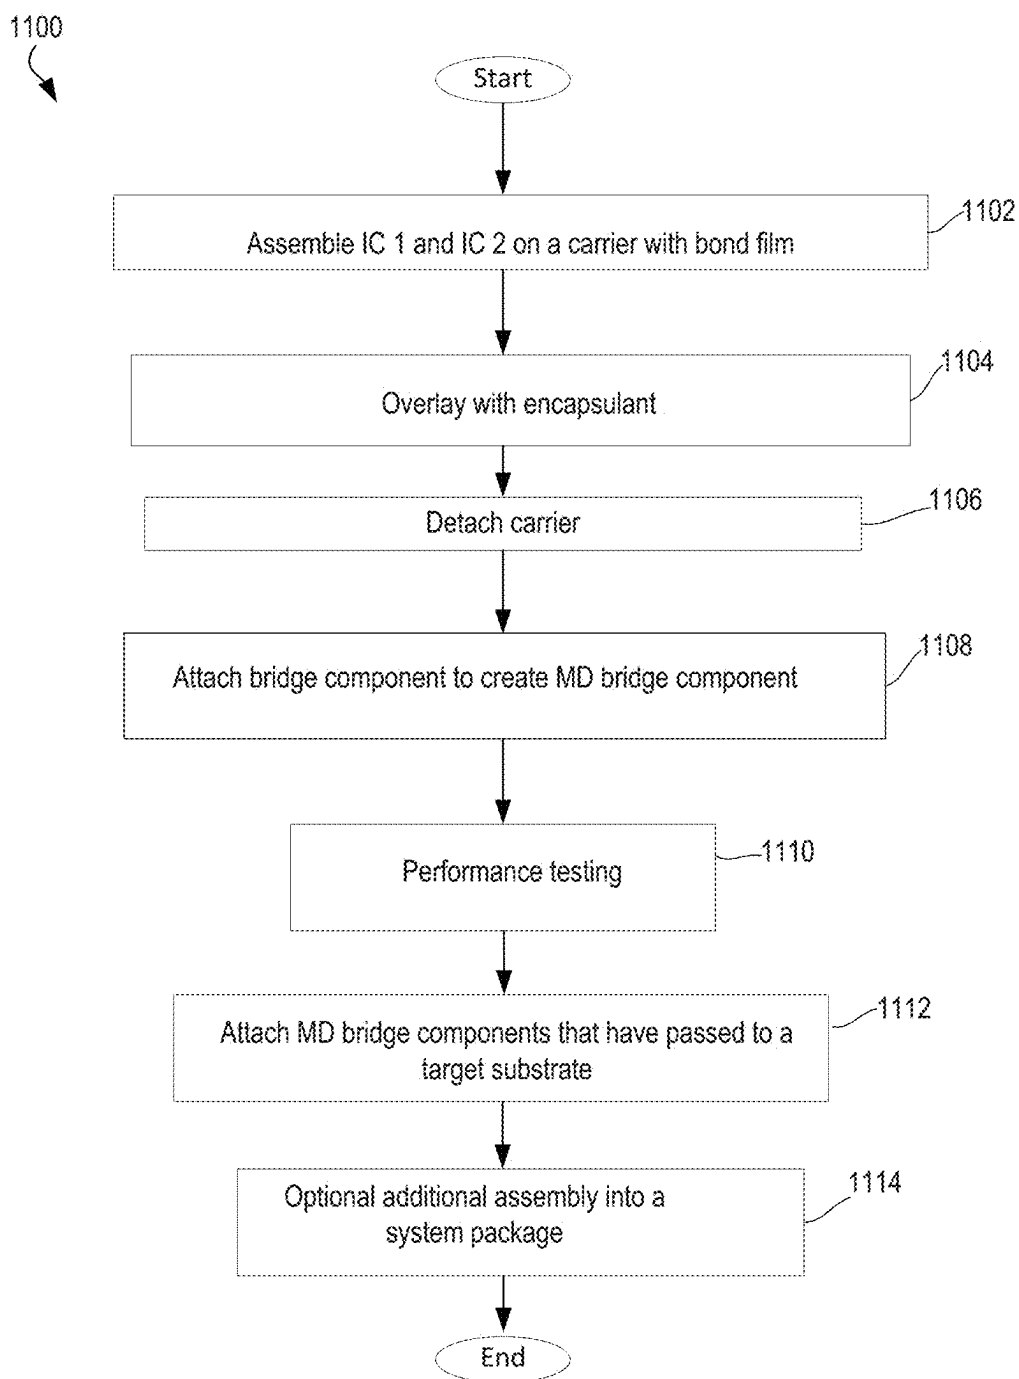 1100
Start
1102
Assemble IC 1 and IC 2 on a carrier with bond film
1104
Overlay with encapsulant
1106
Detach carrier
1108
Attach bridge component to create MD bridge component
1110
Performance testing
1112
Attach MD bridge components that have passed to a
target substrate
1114
Optional additional assembly into a
system package
End